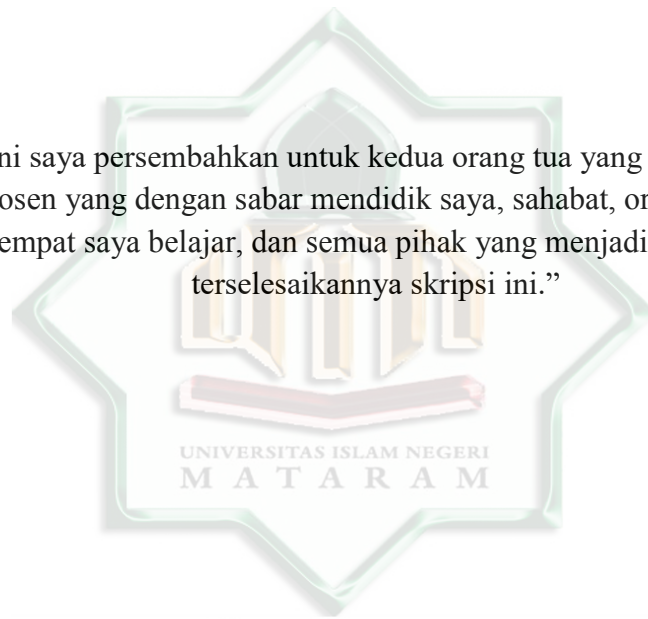 ni saya persembahkan untuk kedua orang tua yang
osen yang dengan sabar mendidik saya, sahabat, or
empat saya belajar, dan semua pihak yang menjadi
terselesaikannya skripsi ini.”
UNIVERSITAS ISLAM NEGERI
MATARAM